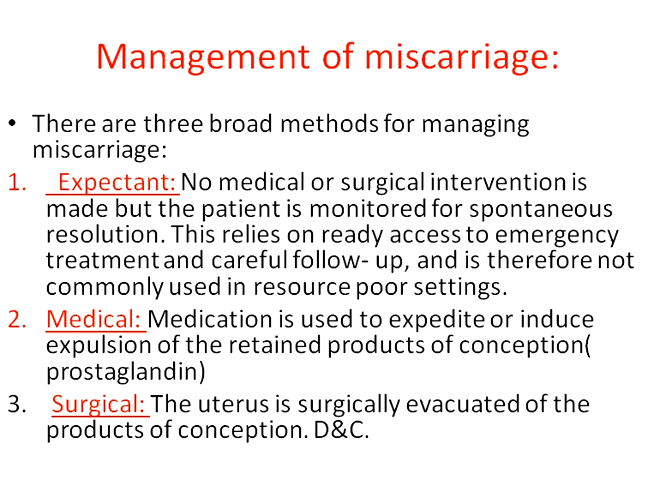 Management of miscarriage:
• There are three broad methods for managing
miscarriage:
1. Expectant: No medical or surgical intervention is
made but the patient is monitored for spontaneous
resolution. This relies on ready access to emergency
treatment and careful follow- up, and is therefore not
commonly used in resource poor settings.
2. Medical: Medication is used to expedite or induce
expulsion of the retained products of conception(
prostaglandin)
3. Surgical: The uterus is surgically evacuated of the
products of conception. D&C.